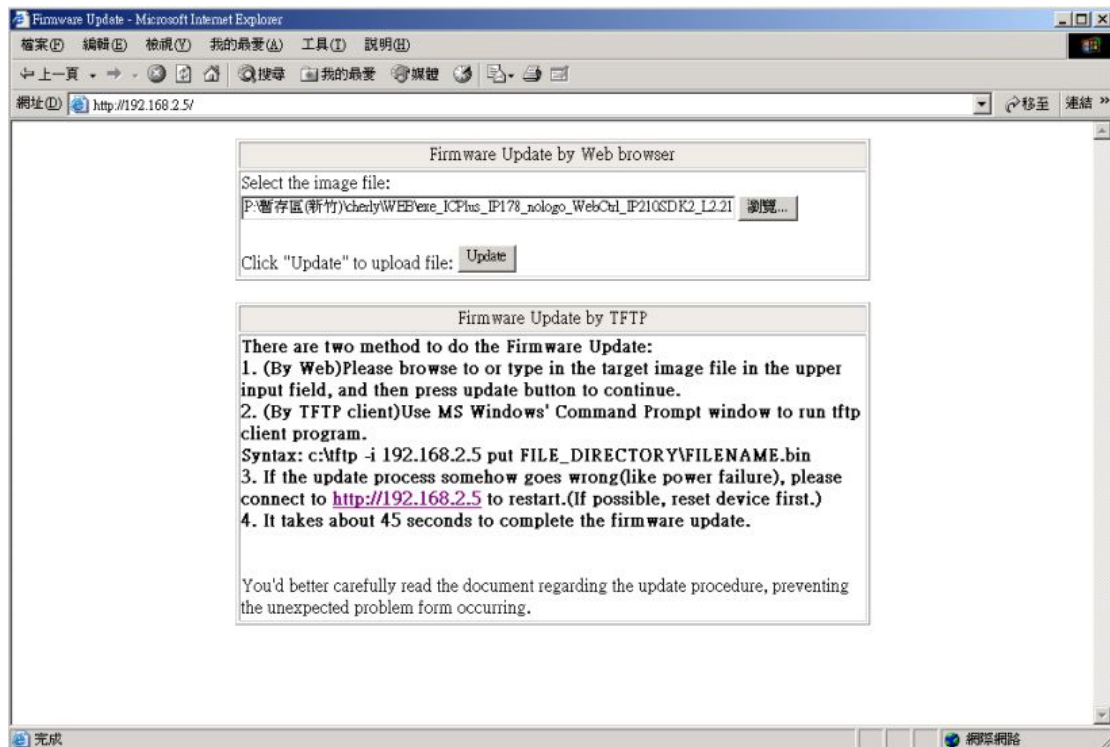 Firmware Update - Microsoft Internet Explorer
檔案(F) 編輯(E) 檢視(V) 我的最愛(A) 工具(T) 説明(H)
上一頁 搜尋 我的最愛 媒體
網址(D) http://192.168.2.5/ 移至 連結 »
Firmware Update by Web browser
Select the image file:
P:\暫存區(新竹)\cherly\WEB\exe_ICPlus_IP178_nologo_WebCtrl_IP210SDK2_L2.21 瀏覽...
Click "Update" to upload file: Update
Firmware Update by TFTP
There are two method to do the Firmware Update:
1. (By Web)Please browse to or type in the target image file in the upper
input field, and then press update button to continue.
2. (By TFTP client)Use MS Windows' Command Prompt window to run tftp
client program.
Syntax: c:\tftp -i 192.168.2.5 put FILE_DIRECTORY\FILENAME.bin
3. If the update process somehow goes wrong(like power failure), please
connect to http://192.168.2.5 to restart.(If possible, reset device first.)
4. It takes about 45 seconds to complete the firmware update.
You'd better carefully read the document regarding the update procedure, preventing
the unexpected problem form occurring.
完成 網際網路